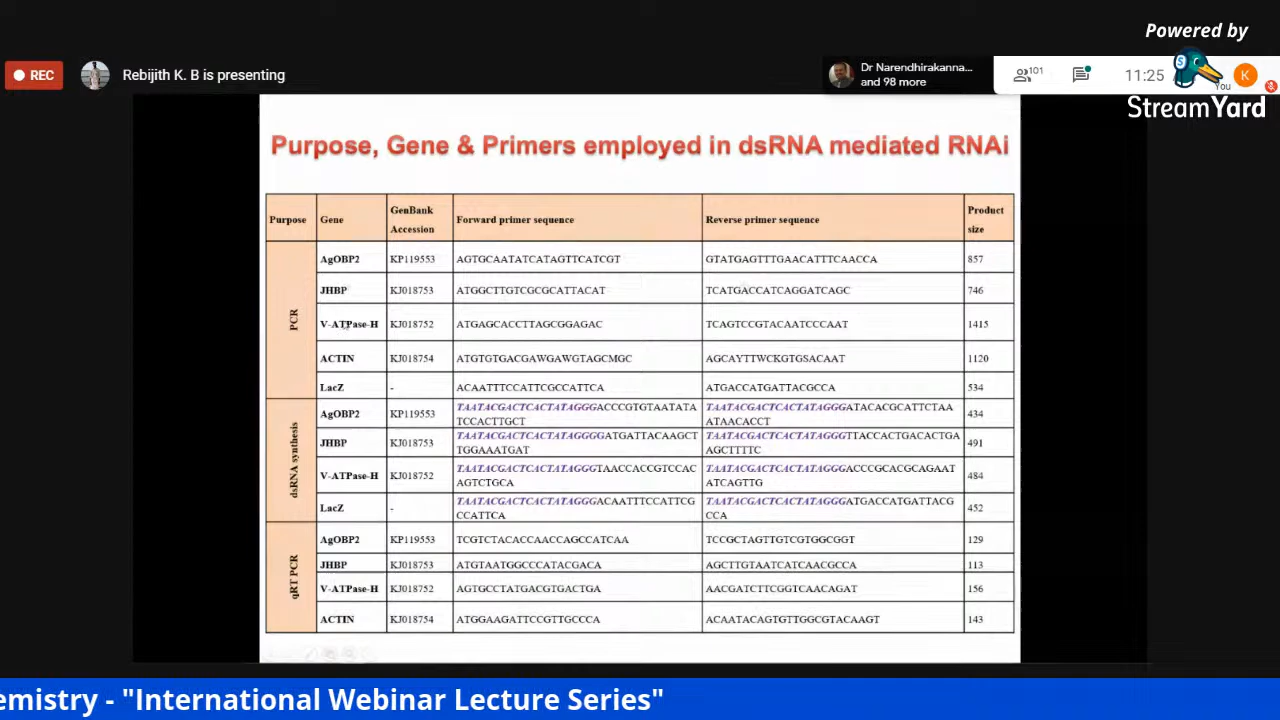 Powered by
REC
Rebijith K. B is presenting
Dr Narendhirakanna...
and 98 more
101
11:25
You
K
S
StreamYard
Purpose, Gene & Primers employed in dsRNA mediated RNAi
Purpose Gene GenBank Accession Forward primer sequence Reverse primer sequence Product size
PCR
AgOBP2 KP119553 AGTGCAATATCATAGTTCATCGT GTATGAGTTTGAACATTTCAACCA 857
JHBP KJ018753 ATGGCTTGTCGCGCATTACAT TCATGACCATCAGGATCAGC 746
V-ATPase-H KJ018752 ATGAGCACCTTAGCGGAGAC TCAGTCCGTACAATCCCAAT 1415
ACTIN KJ018754 ATGTGTGACGAWGAWGTAGCMGC AGCAYTTWCKGTGSACAAT 1120
LacZ - ACAATTTCCATTCGCCATTCA ATGACCATGATTACGCCA 534
dsRNA synthesis
AgOBP2 KP119553 TAATACGACTCACTATAGGGACCCGTGTAATATA TAATACGACTCACTATAGGGATACACGCATTCTAA 434
TCCACTTGCT ATAACACCT
JHBP KJ018753 TAATACGACTCACTATAGGGGATGATTACAAGCT TAATACGACTCACTATAGGGTTACCACTGACACTGA 491
TGGAAATGAT AGCTTTTC
V-ATPase-H KJ018752 TAATACGACTCACTATAGGGTAACCACCGTCCAC TAATACGACTCACTATAGGGACCCGCACGCAGAAT 484
AGTCTGCA ATCAGTTG
LacZ - TAATACGACTCACTATAGGGACAATTTCCATTCG TAATACGACTCACTATAGGGATGACCATGATTACG 452
CCATTCA CCA
qRT PCR
AgOBP2 KP119553 TCGTCTACACCAACCAGCCATCAA TCCGCTAGTTGTCGTGGCGGT 129
JHBP KJ018753 ATGTAATGGCCCATACGACA AGCTTGTAATCATCAACGCCA 113
V-ATPase-H KJ018752 AGTGCCTATGACGTGACTGA AACGATCTTCGGTCAACAGAT 156
ACTIN KJ018754 ATGGAAGATTCCGTTGCCCA ACAATACAGTGTTGGCGTACAAGT 143
emistry - "International Webinar Lecture Series"